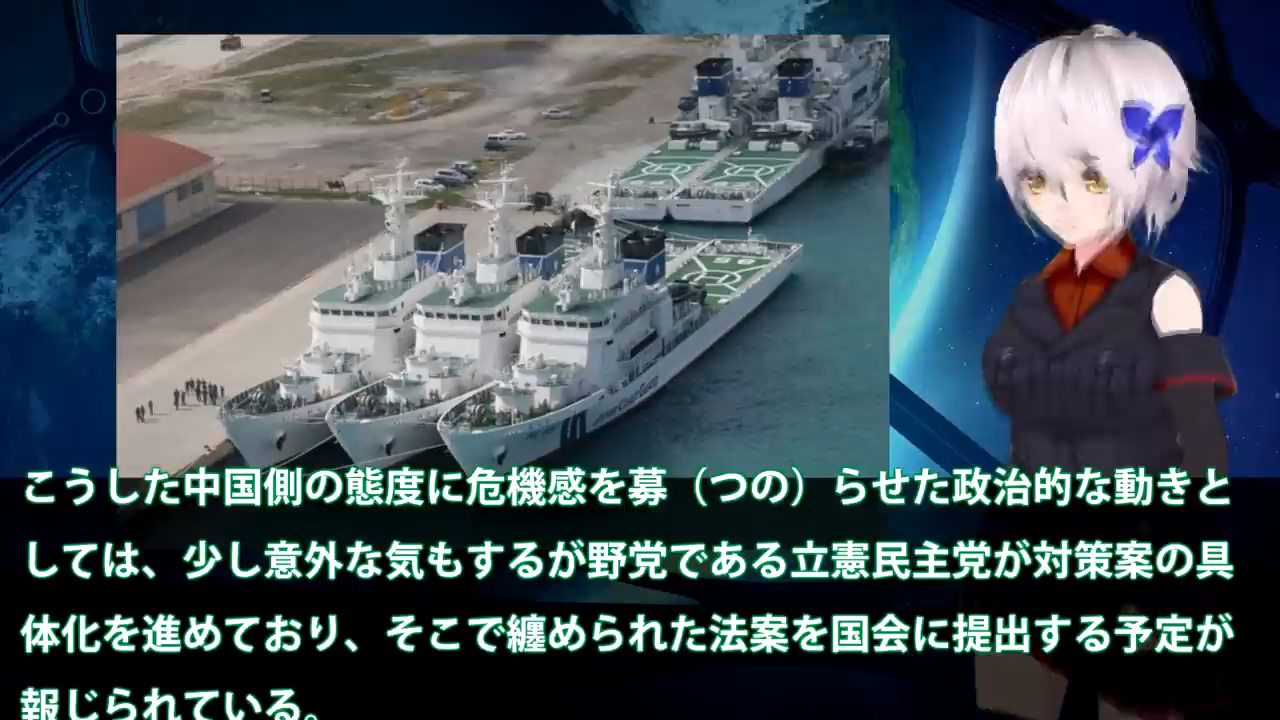 こうした中国側の態度に危機感を募（つの）らせた政治的な動きと
しては、少し意外な気もするが野党である立憲民主党が対策案の具
体化を進めており、そこで纏められた法案を国会に提出する予定が
報じられている。